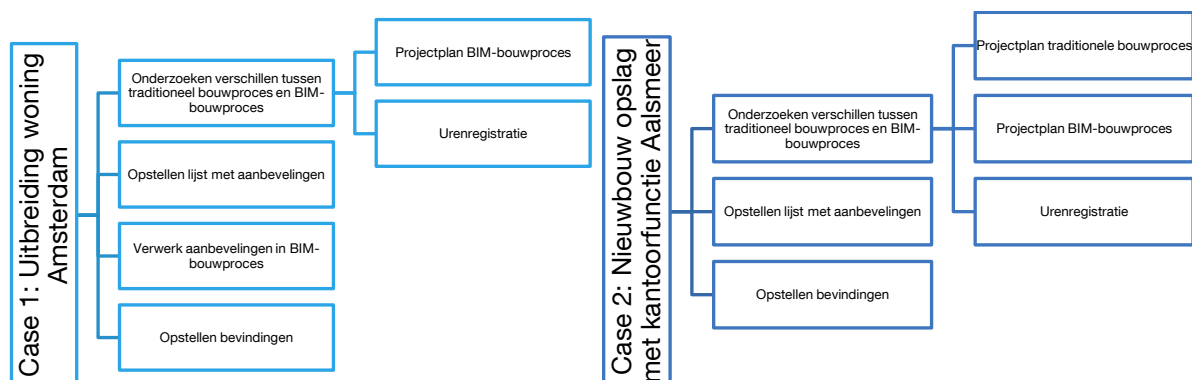 Case 1: Uitbreiding woning
Amsterdam
Onderzoeken verschillen tussen
traditioneel bouwproces en BIM-
bouwproces
Projectplan BIM-bouwproces
Urenregistratie
Opstellen lijst met aanbevelingen
Verwerk aanbevelingen in BIM-
bouwproces
Opstellen bevindingen
Case 2: Nieuwbouw opslag
met kantoorfunctie Aalsmeer
Onderzoeken verschillen tussen
traditioneel bouwproces en BIM-
bouwproces
Projectplan traditionele bouwproces
Projectplan BIM-bouwproces
Urenregistratie
Opstellen lijst met aanbevelingen
Opstellen bevindingen